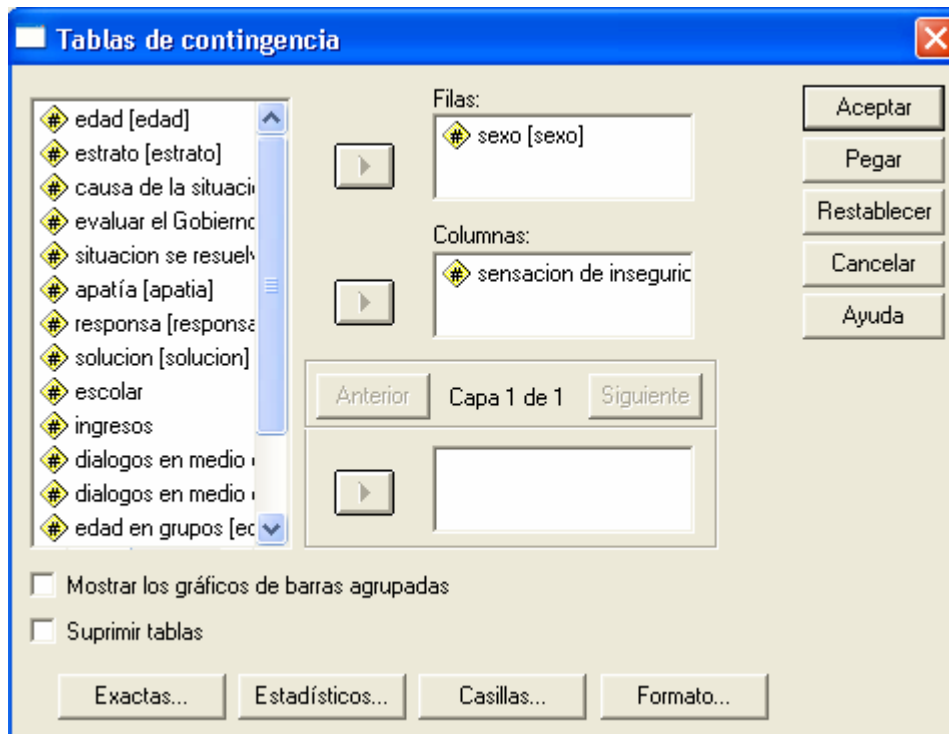 Tablas de contingencia
edad [edad]
estrato [estrato]
causa de la situaci
evaluar el Gobierno
situacion se resuelv
apatía [apatia]
responsa [responsa
solucion [solucion]
escolar
ingresos
dialogos en medio
dialogos en medio
edad en grupos [ed
Filas:
sexo [sexo]
Columnas:
sensacion de inseguric
Anterior
Capa 1 de 1
Siguiente
Aceptar
Pegar
Restablecer
Cancelar
Ayuda
Mostrar los gráficos de barras agrupadas
Suprimir tablas
Exactas...
Estadísticos...
Casillas...
Formato...